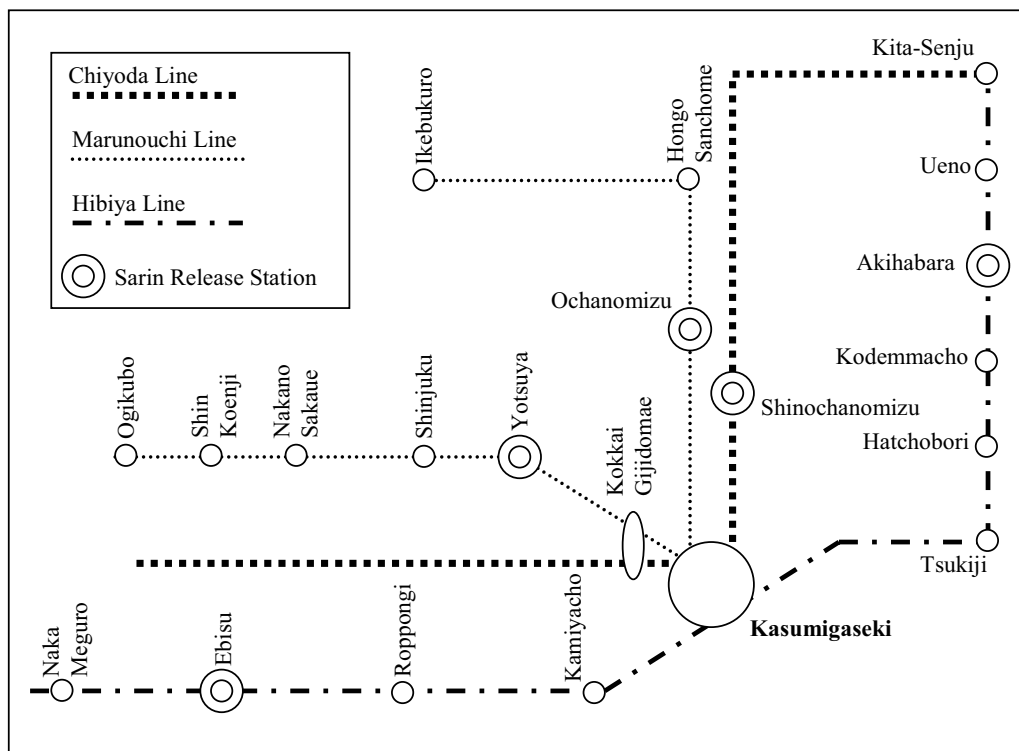 Chiyoda Line
Marunouchi Line
Hibiya Line
Sarin Release Station
Kita-Senju
Ikebukuro
Hongo
Sanchome
Ueno
Akihabara
Ochanomizu
Kodemmacho
Shinochanomizu
Hatchobori
Ogikubo
Shin
Koenji
Nakano
Sakaue
Shinjuku
Yotsuya
Kokkai
Gijidomae
Tsukiji
Kasumigaseki
Naka
Meguro
Ebisu
Roppongi
Kamiyacho